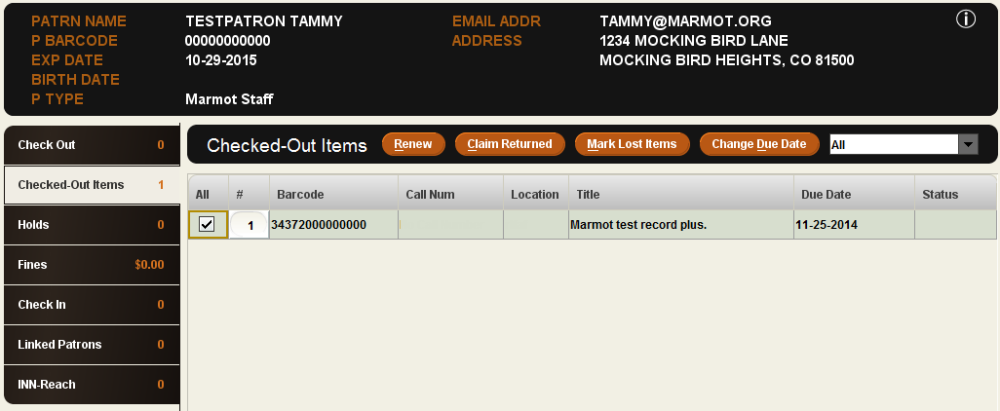 PATRN NAME TESTPATRON TAMMY EMAIL ADDR TAMMY@MARMOT.ORG
P BARCODE 00000000000 ADDRESS 1234 MOCKING BIRD LANE
EXP DATE 10-29-2015 MOCKING BIRD HEIGHTS, CO 81500
BIRTH DATE
P TYPE Marmot Staff
Check Out 0
Checked-Out Items 1
Holds 0
Fines $0.00
Check In 0
Linked Patrons 0
INN-Reach 0
Checked-Out Items Renew Claim Returned Mark Lost Items Change Due Date All
All # Barcode Call Num Location Title Due Date Status
1 34372000000000 Marmot test record plus. 11-25-2014